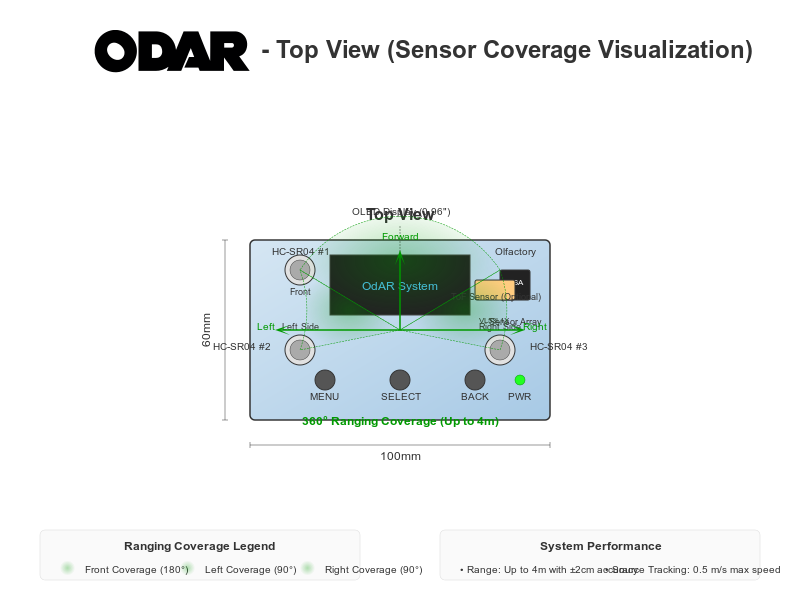 ODAR - Top View (Sensor Coverage Visualization)
OLED Display (0.96")
Top View
Forward
HC-SR04 #1
Olfactory
OdAR System
Front
Sensor (Optional)
Sensor Array
Left
Left Side
Right Side
Right
60mm
HC-SR04 #2
HC-SR04 #3
MENU
SELECT
BACK
PWR
360° Ranging Coverage (Up to 4m)
100mm
Ranging Coverage Legend
Front Coverage (180°)
Left Coverage (90°)
Right Coverage (90°)
System Performance
• Range: Up to 4m with ±2cm accuracy
• Source Tracking: 0.5 m/s max speed